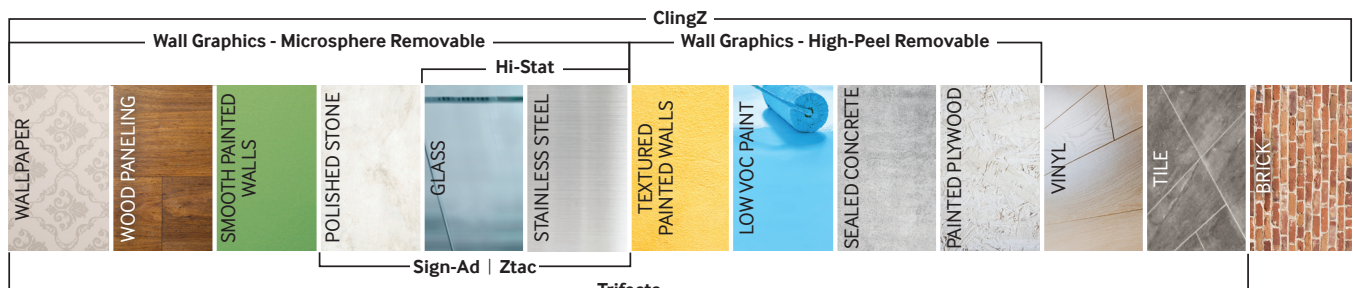 ClingZ
Wall Graphics - Microsphere Removable
Wall Graphics - High-Peel Removable
Hi-Stat
WALLPAPER
WOOD PANELING
SMOOTH PAINTED
WALLS
POLISHED STONE
GLASS
STAINLESS STEEL
TEXTURED
PAINTED WALLS
LOW VOC PAINT
SEALED CONCRETE
PAINTED PLYWOOD
VINYL
TILE
BRICK
Sign-Ad | Ztac
Trifecta